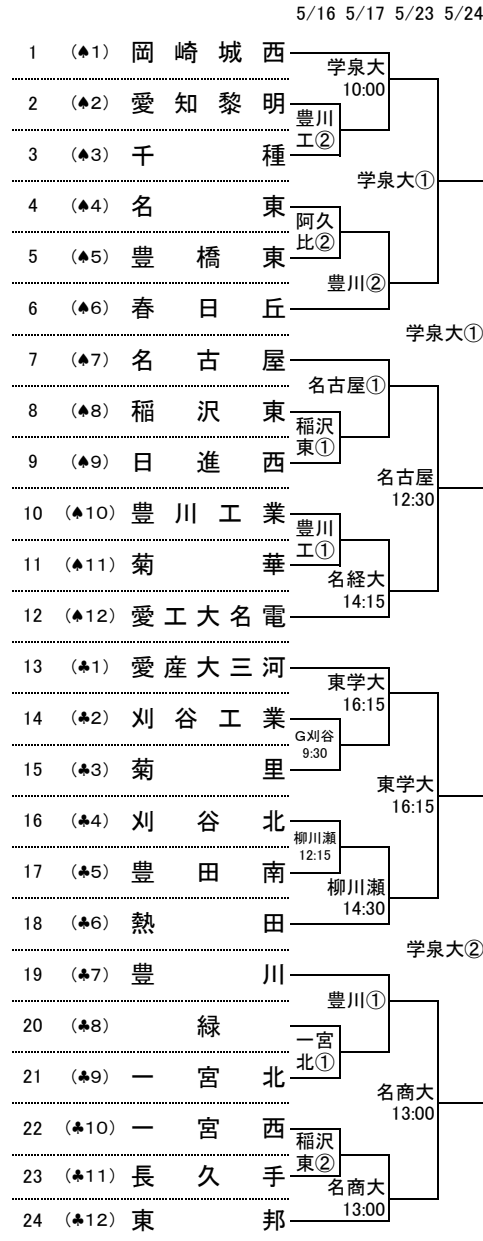 5/16 5/17 5/23 5/24
1 (♠1) 岡崎城西
学泉大
10:00
2 (♠2) 愛知黎明
豊川
工②
3 (♠3) 千種
学泉大①
4 (♠4) 名東
阿久
比②
5 (♠5) 豊橋東
豊川②
6 (♠6) 春日丘
学泉大①
7 (♠7) 名古屋
名古屋①
8 (♠8) 稲沢東
稲沢
東①
9 (♠9) 日進西
名古屋
12:30
10 (♠10) 豊川工業
豊川
工①
11 (♠11) 菊華
名経大
14:15
12 (♠12) 愛工大名電
13 (♣1) 愛産大三河
東学大
16:15
14 (♣2) 刈谷工業
G刈谷
9:30
15 (♣3) 菊里
東学大
16:15
16 (♣4) 刈谷北
柳川瀬
12:15
17 (♣5) 豊田南
柳川瀬
14:30
18 (♣6) 熱田
学泉大②
19 (♣7) 豊川
豊川①
20 (♣8) 緑
一宮
北①
21 (♣9) 一宮北
名商大
13:00
22 (♣10) 一宮西
稲沢
東②
23 (♣11) 長久手
名商大
13:00
24 (♣12) 東邦